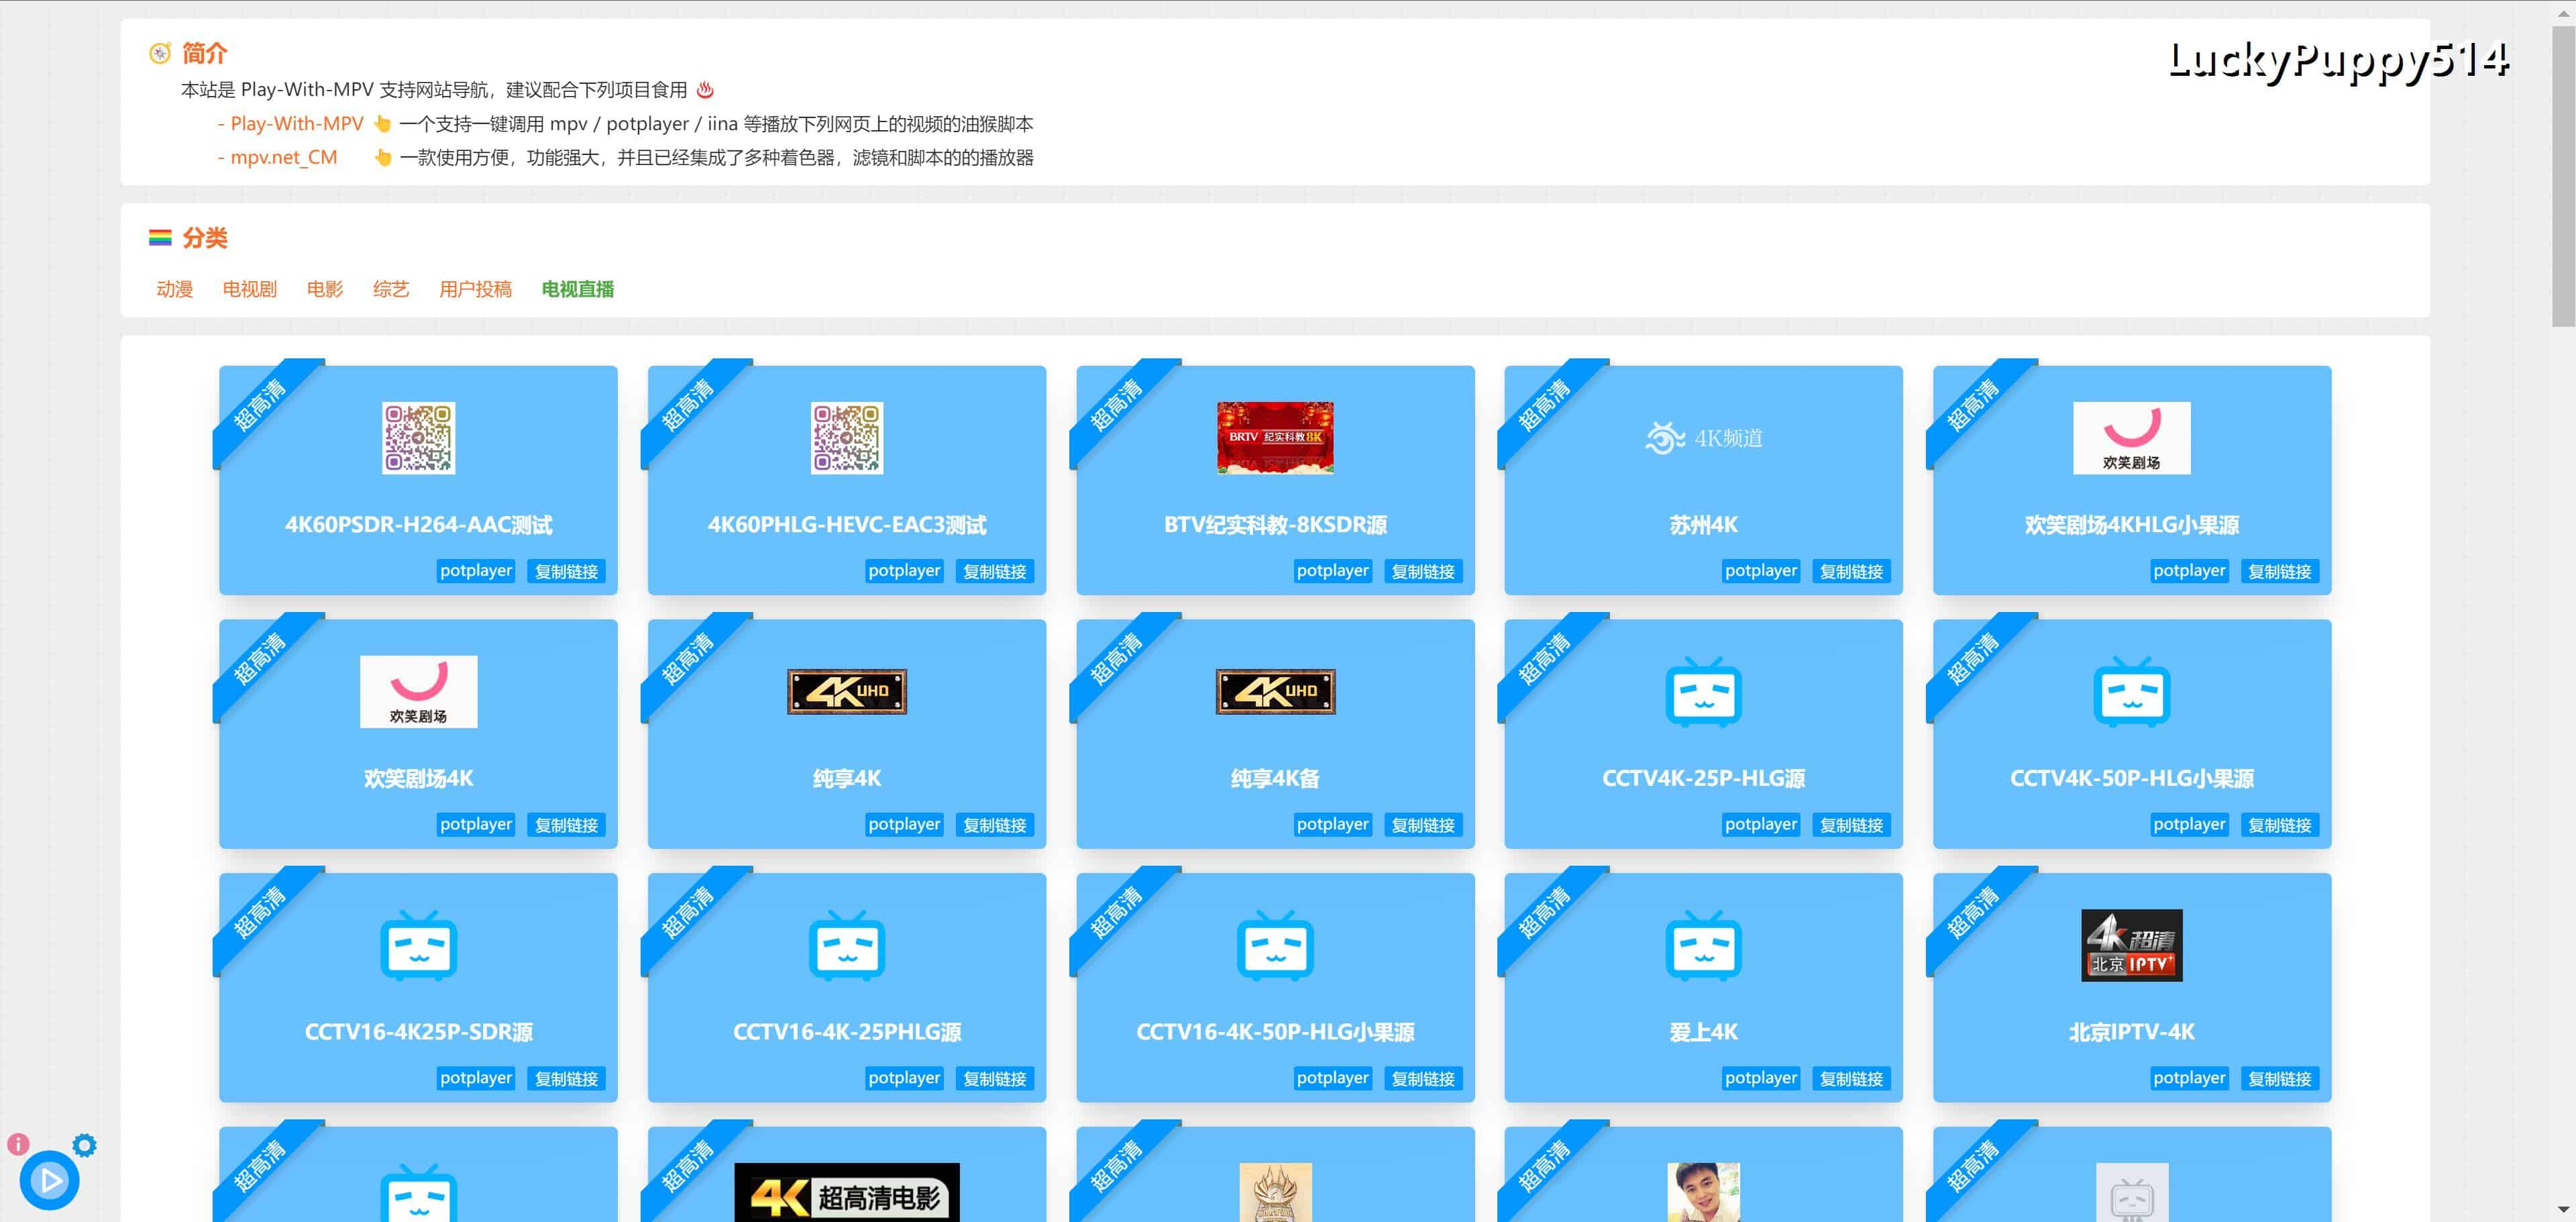 LuckyPuppy514
简介
本站是 Play-With-MPV 支持网站导航，建议配合下列项目食用
- Play-With-MPV 一个支持一键调用 mpv / potplayer / iina 等播放下列网页上的视频的油猴脚本
- mpv.net_CM 一款使用方便，功能强大，并且已经集成了多种着色器，滤镜和脚本的的播放器
分类
动漫 电视剧 电影 综艺 用户投稿 电视直播
超高清 超高清 超高清 超高清 超高清
BRTV 纪实科教8K 4K频道 欢笑剧场
4K60PSDR-H264-AAC测试 4K60PHLG-HEVC-EAC3测试 BTV纪实科教-8KSDR源 苏州4K 欢笑剧场4KHLG小果源
potplayer 复制链接 potplayer 复制链接 potplayer 复制链接 potplayer 复制链接 potplayer 复制链接
超高清 超高清 超高清 超高清 超高清
欢笑剧场 4K UHD 4K UHD
欢笑剧场4K 纯享4K 纯享4K备 CCTV4K-25P-HLG源 CCTV4K-50P-HLG小果源
potplayer 复制链接 potplayer 复制链接 potplayer 复制链接 potplayer 复制链接 potplayer 复制链接
超高清 超高清 超高清 超高清 超高清
4K超清
北京 IPTV+
CCTV16-4K25P-SDR源 CCTV16-4K-25PHLG源 CCTV16-4K-50P-HLG小果源 爱上4K 北京IPTV-4K
potplayer 复制链接 potplayer 复制链接 potplayer 复制链接 potplayer 复制链接 potplayer 复制链接
超高清 超高清 超高清 超高清 超高清
4K 超高清电影